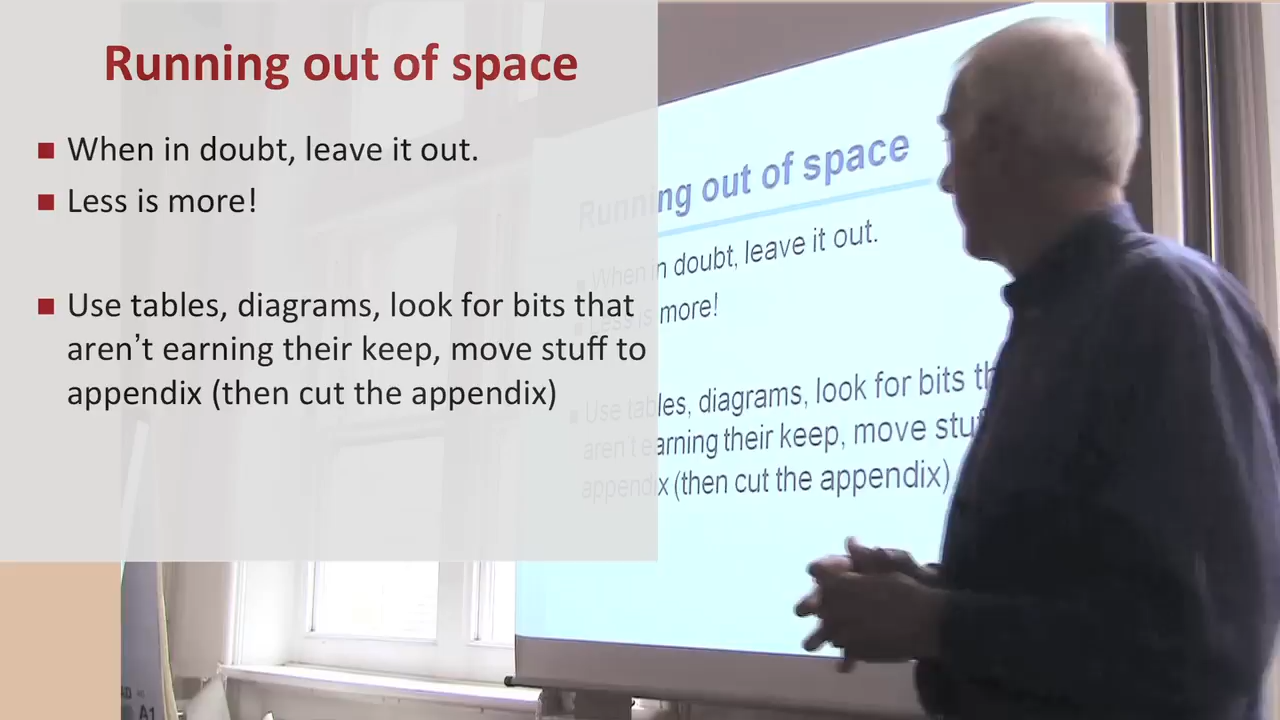 Running out of space
When in doubt, leave it out.
Less is more!
Use tables, diagrams, look for bits that
aren't earning their keep, move stuff to
appendix (then cut the appendix)
Running out of space
When in doubt, leave it out.
Less is more!
Use tables, diagrams, look for bits
aren't earning their keep, move
appendix (then cut the appendix)
A1